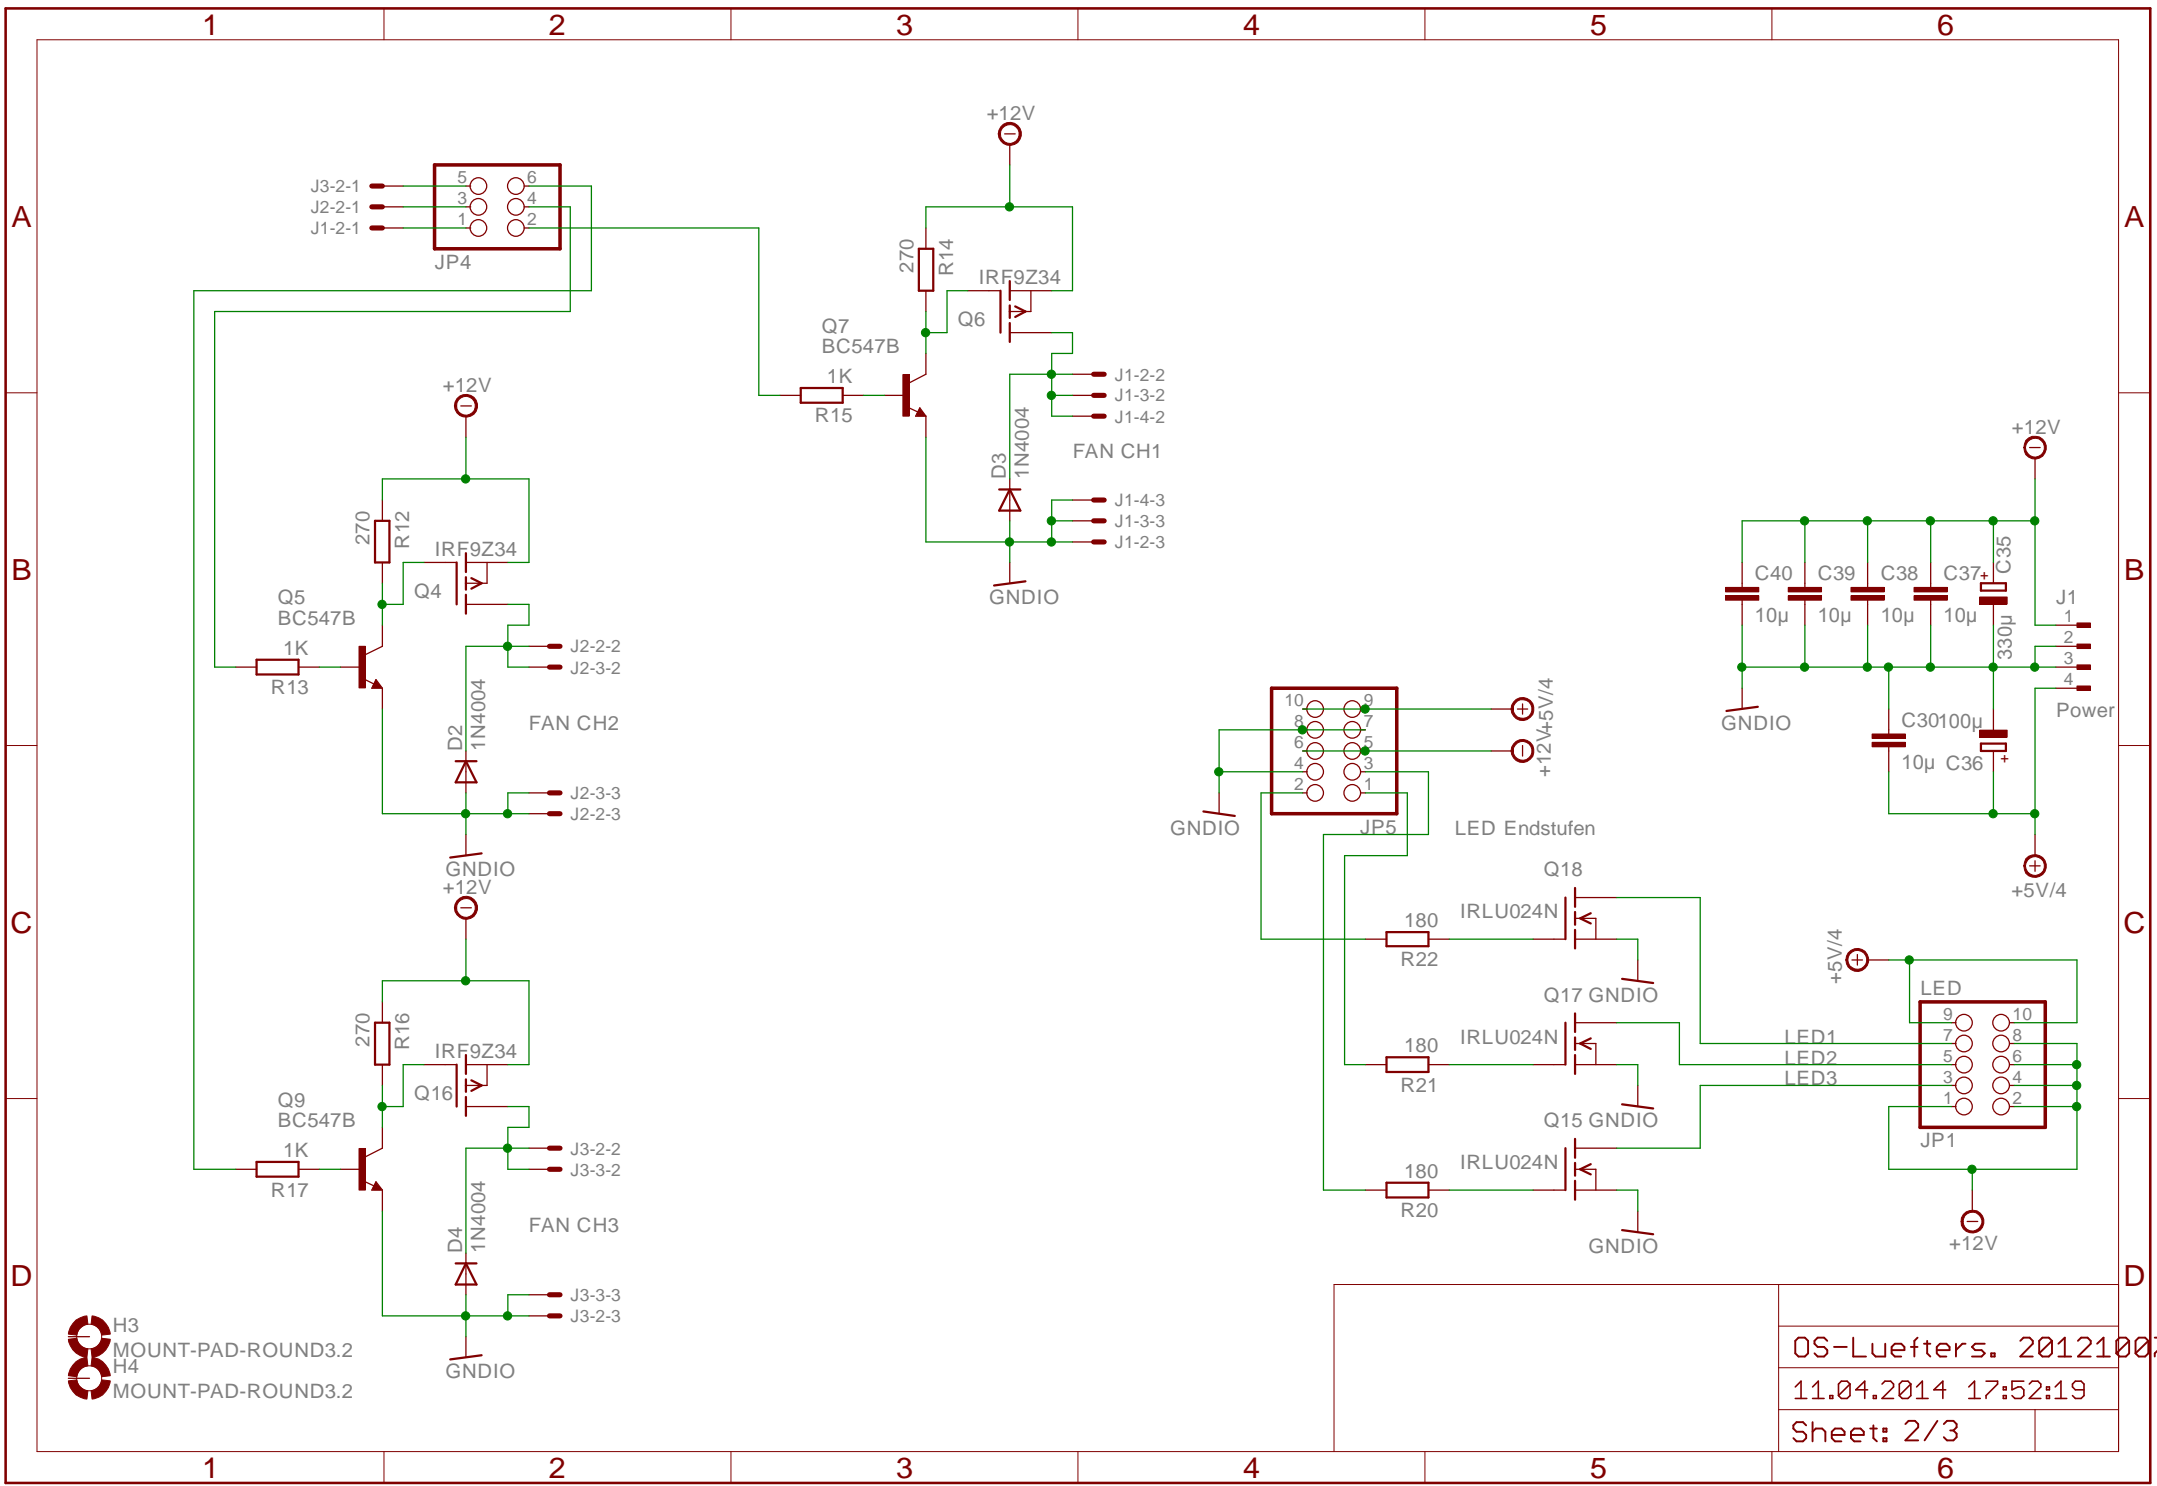 1 2 3 4 5 6
A A
B B
C C
D D
J3-2-1
J2-2-1
J1-2-1
5 6
3 4
1 2
JP4
+12V
270
R14
IRF9Z34
Q6
Q7
BC547B
1K
R15
J1-2-2
J1-3-2
J1-4-2
D3
1N4004
FAN CH1
J1-4-3
J1-3-3
J1-2-3
GNDIO
+12V
270
R12
IRF9Z34
Q4
Q5
BC547B
1K
R13
J2-2-2
J2-3-2
D2
1N4004
FAN CH2
J2-3-3
J2-2-3
GNDIO
+12V
270
R16
IRF9Z34
Q16
Q9
BC547B
1K
R17
J3-2-2
J3-3-2
D4
1N4004
FAN CH3
J3-3-3
J3-2-3
GNDIO
H3
MOUNT-PAD-ROUND3.2
H4
MOUNT-PAD-ROUND3.2
10 9
8 7
6 5
4 3
2 1
JP5
+5V/4
+12V
GNDIO
LED Endstufen
Q18
IRLU024N
180
R22
Q17 GNDIO
IRLU024N
180
R21
Q15 GNDIO
IRLU024N
180
R20
GNDIO
+12V
C40 C39 C38 C37 + C35
10µ 10µ 10µ 10µ 330µ
J1
1
2
3
4
Power
GNDIO
C30 100µ
10µ C36 +
+5V/4
+5V/4
LED
9 10
7 8
5 6
3 4
1 2
LED1
LED2
LED3
JP1
+12V
OS-Luefters. 2012100
11.04.2014 17:52:19
Sheet: 2/3
1 2 3 4 5 6